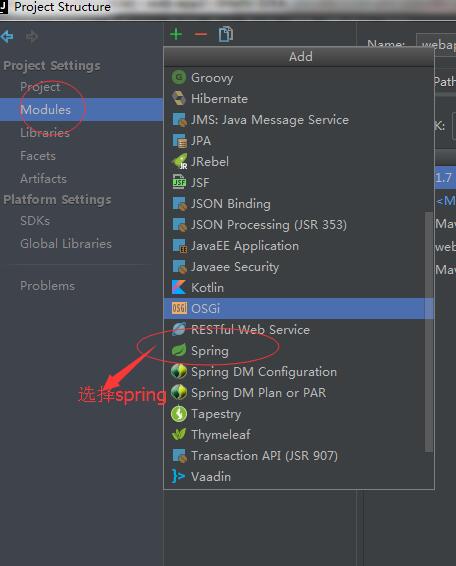 Project Structure
Project Settings
Project
Modules
Libraries
Facets
Artifacts
Platform Settings
SDKs
Global Libraries
Problems
Add
Groovy
Hibernate
JMS: Java Message Service
JPA
JRebel
JSF
JSON Binding
JSON Processing (JSR 353)
JavaEE Application
Javaee Security
Kotlin
OSGi
RESTful Web Service
Spring
Spring DM Configuration
Spring DM Plan or PAR
Tapestry
Thymeleaf
Transaction API (JSR 907)
Vaadin
选择spring
Name: webap
Path
K:
1.7
<M
Mav
web
Mav